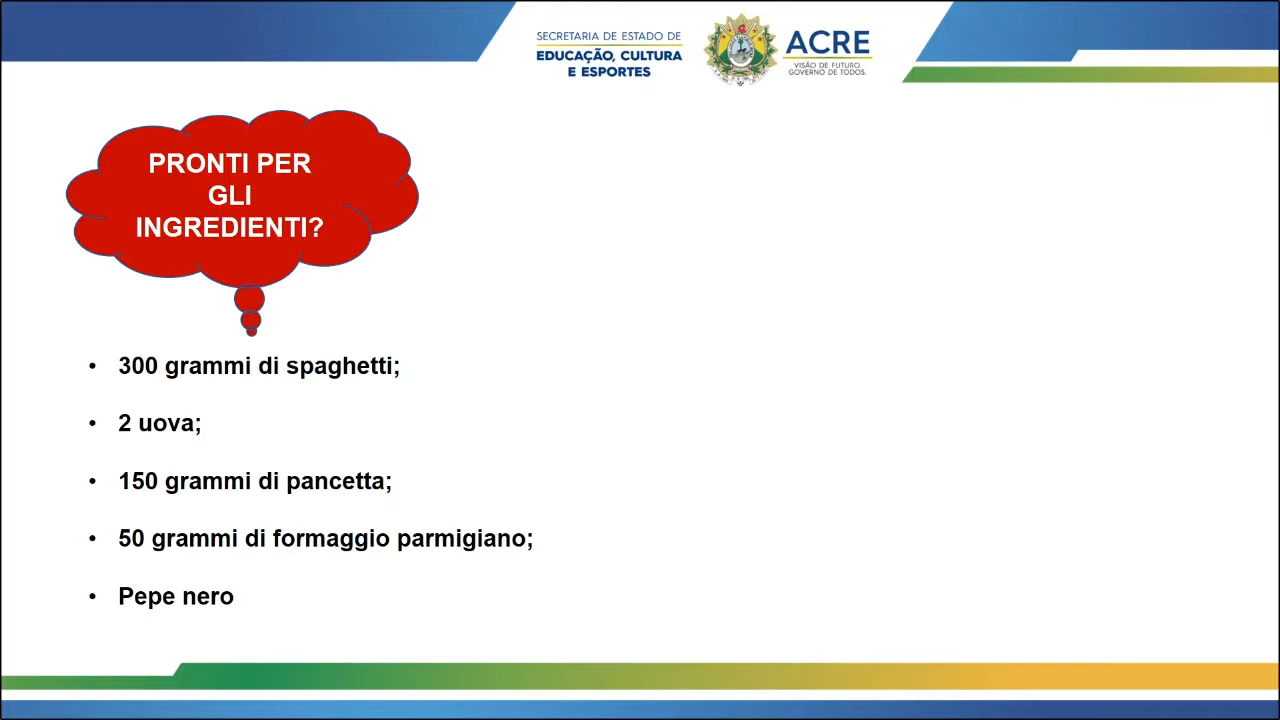 SECRETARIA DE ESTADO DE
EDUCAÇÃO, CULTURA
E ESPORTES
ACRE
VISÃO DE FUTURO
GOVERNO DE TODOS
PRONTI PER
GLI
INGREDIENTI?
• 300 grammi di spaghetti;
• 2 uova;
• 150 grammi di pancetta;
• 50 grammi di formaggio parmigiano;
• Pepe nero